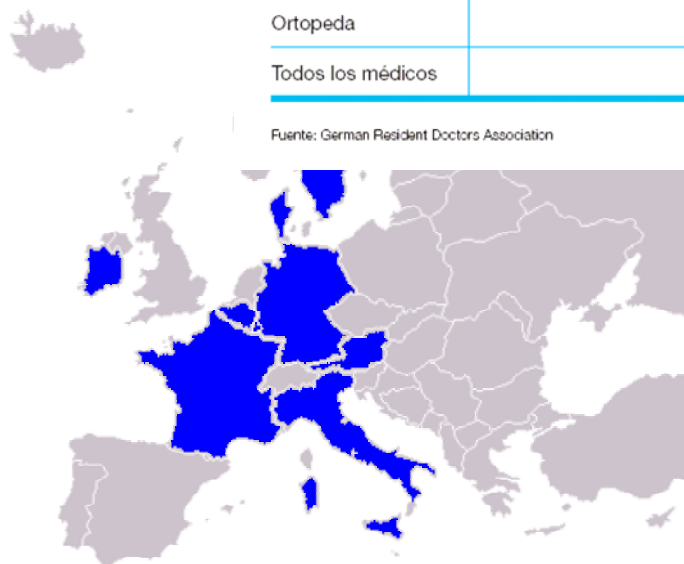 Ortopeda
Todos los médicos
Fuente: German Resident Doctors Association